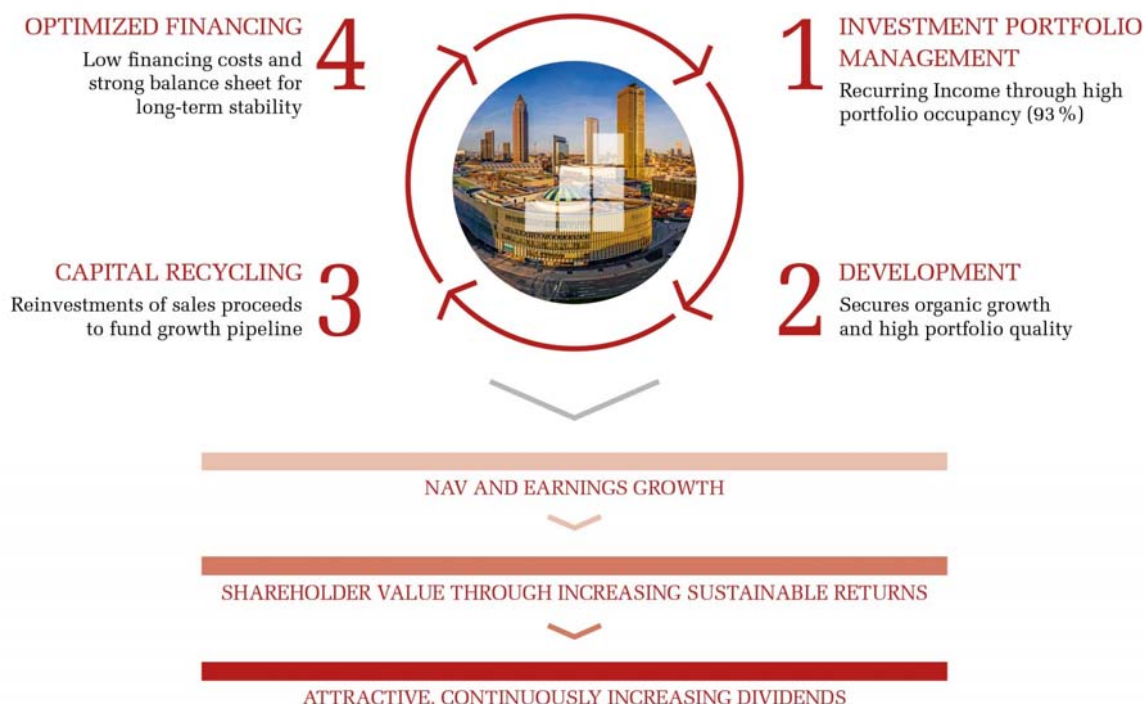 OPTIMIZED FINANCING
Low financing costs and
strong balance sheet for
long-term stability
4
1
INVESTMENT PORTFOLIO
MANAGEMENT
Recurring Income through high
portfolio occupancy (93 %)
CAPITAL RECYCLING
Reinvestments of sales proceeds
to fund growth pipeline
3
2
DEVELOPMENT
Secures organic growth
and high portfolio quality
NAV AND EARNINGS GROWTH
SHAREHOLDER VALUE THROUGH INCREASING SUSTAINABLE RETURNS
ATTRACTIVE, CONTINUOUSLY INCREASING DIVIDENDS